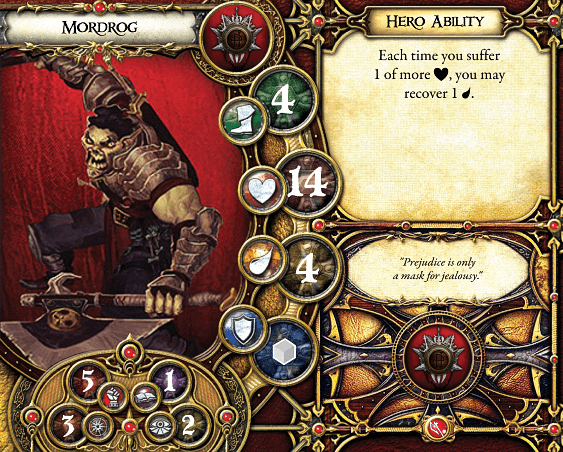 MORDROG
HERO ABILITY
Each time you suffer
1 of more ♥, you may
recover 1 .
4
14
4
"Prejudice is only
a mask for jealousy."
5 1
3 2